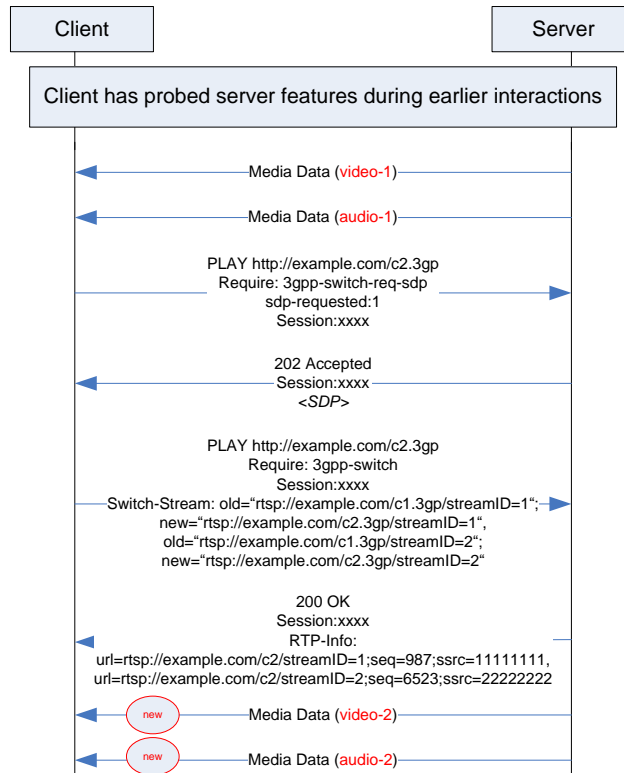 Client
Server
Client has probed server features during earlier interactions
Media Data (video-1)
Media Data (audio-1)
PLAY http://example.com/c2.3gp
Require: 3gpp-switch-req-sdp
sdp-requested:1
Session:xxxx
202 Accepted
Session:xxxx
<SDP>
PLAY http://example.com/c2.3gp
Require: 3gpp-switch
Session:xxxx
Switch-Stream: old=“rtsp://example.com/c1.3gp/streamID=1“;
new=“rtsp://example.com/c2.3gp/streamID=1“,
old=“rtsp://example.com/c1.3gp/streamID=2“;
new=“rtsp://example.com/c2.3gp/streamID=2“
200 OK
Session:xxxx
RTP-Info:
url=rtsp://example.com/c2/streamID=1;seq=987;ssrc=11111111,
url=rtsp://example.com/c2/streamID=2;seq=6523;ssrc=22222222
new Media Data (video-2)
new Media Data (audio-2)